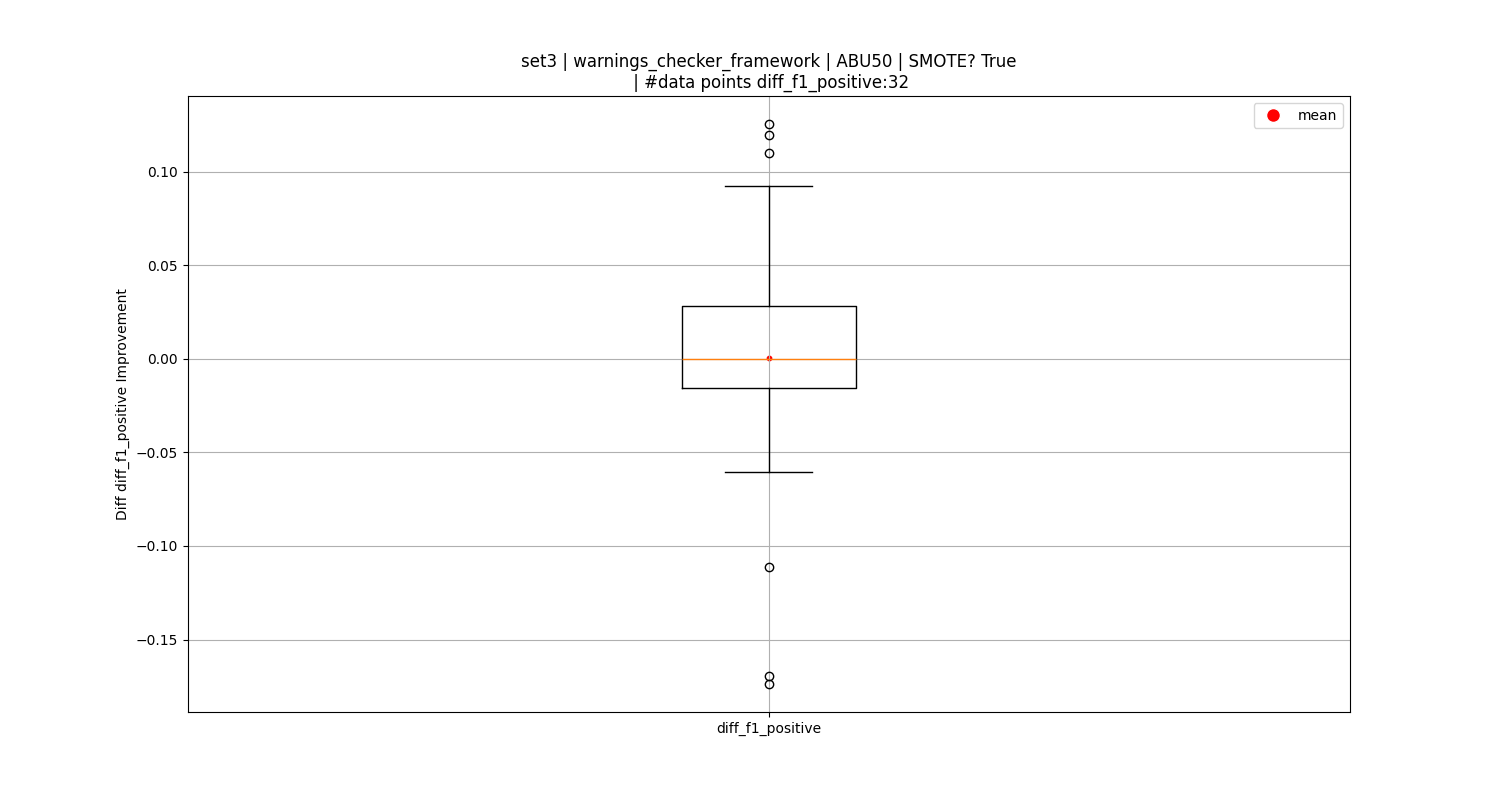 set3 | warnings_checker_framework | ABU50 | SMOTE? True
| #data points diff_f1_positive:32
mean
0.10
0.05
0.00
−0.05
−0.10
−0.15
Diff diff_f1_positive Improvement
diff_f1_positive